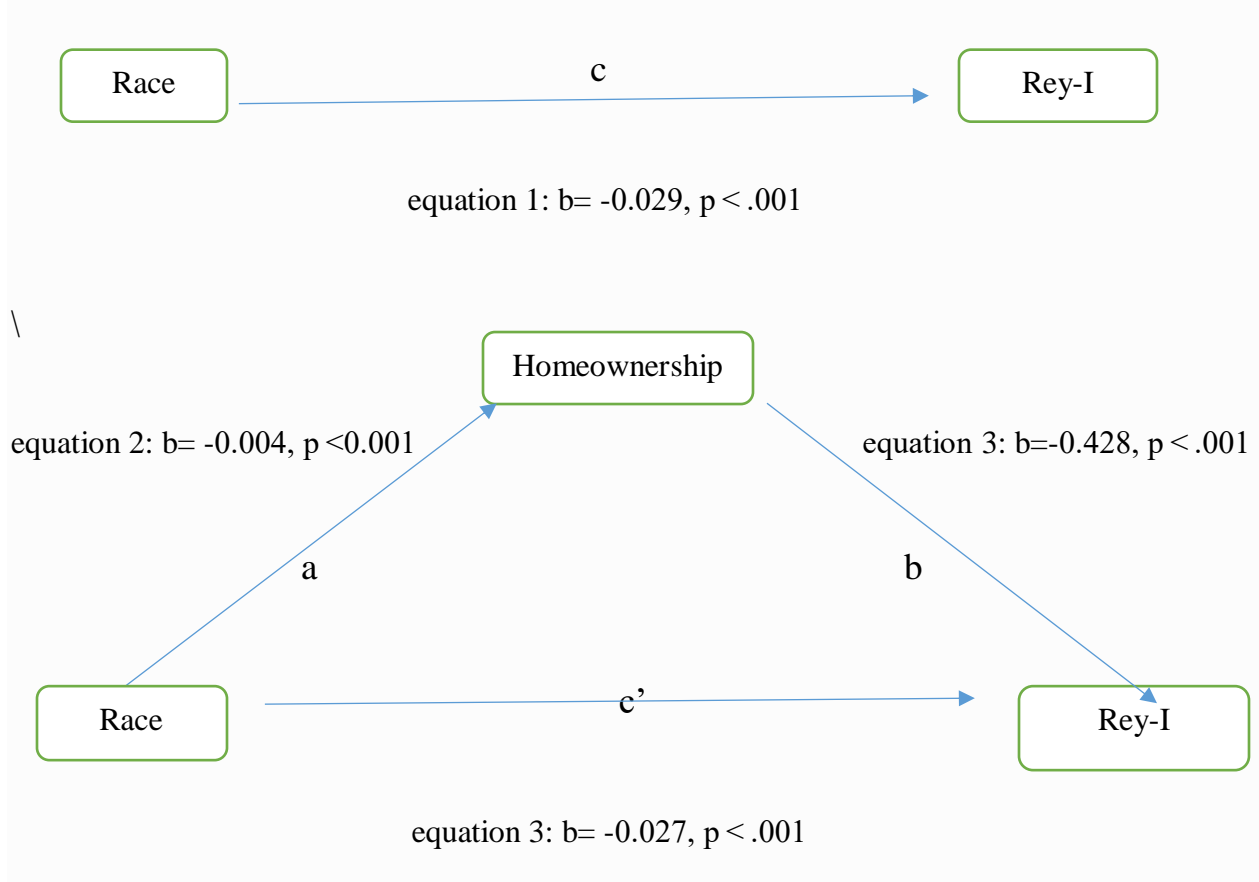 Race
c
Rey-I
equation 1: b= -0.029, p < .001
\
Homeownership
equation 2: b= -0.004, p <0.001
equation 3: b=-0.428, p < .001
a
b
Race
c’
Rey-I
equation 3: b= -0.027, p < .001